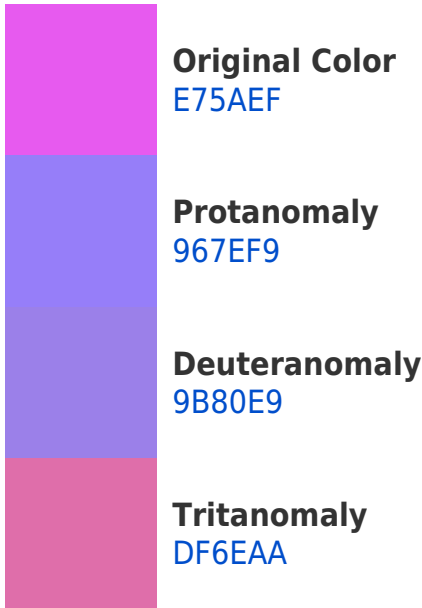 Original Color
E75AEF
Protanomaly
967EF9
Deuteranomaly
9B80E9
Tritanomaly
DF6EAA